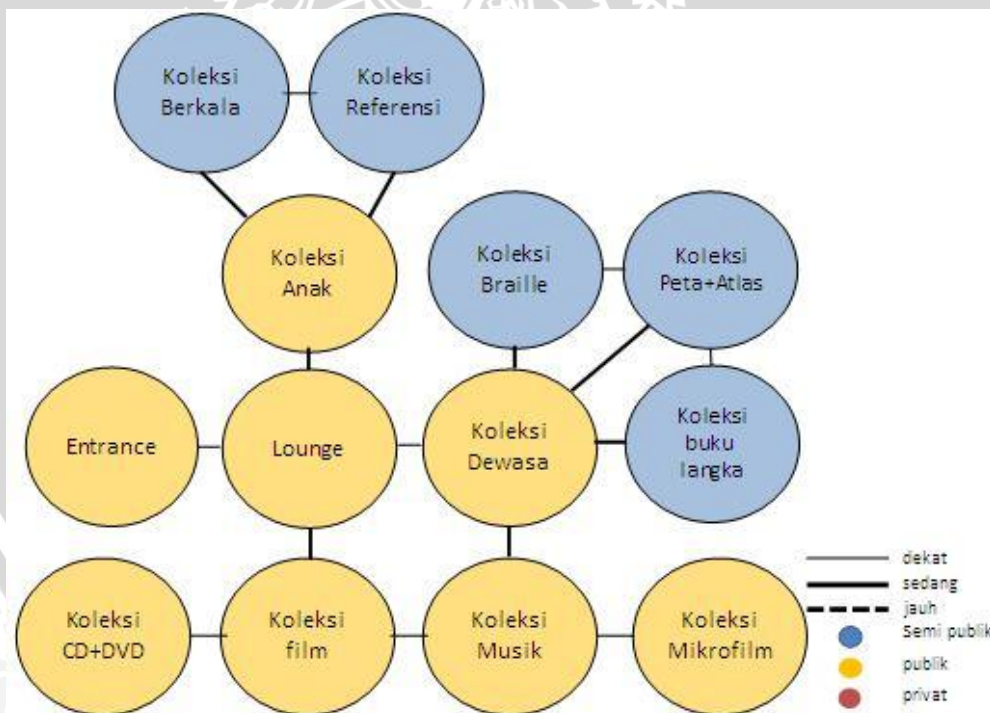 Koleksi
Berkala
Koleksi
Referensi
Koleksi
Anak
Koleksi
Braille
Koleksi
Peta+Atlas
Entrance
Lounge
Koleksi
Dewasa
Koleksi
buku
langka
Koleksi
CD+DVD
Koleksi
film
Koleksi
Musik
Koleksi
Mikrofilm
dekat
sedang
jauh
Semi publik
publik
privat